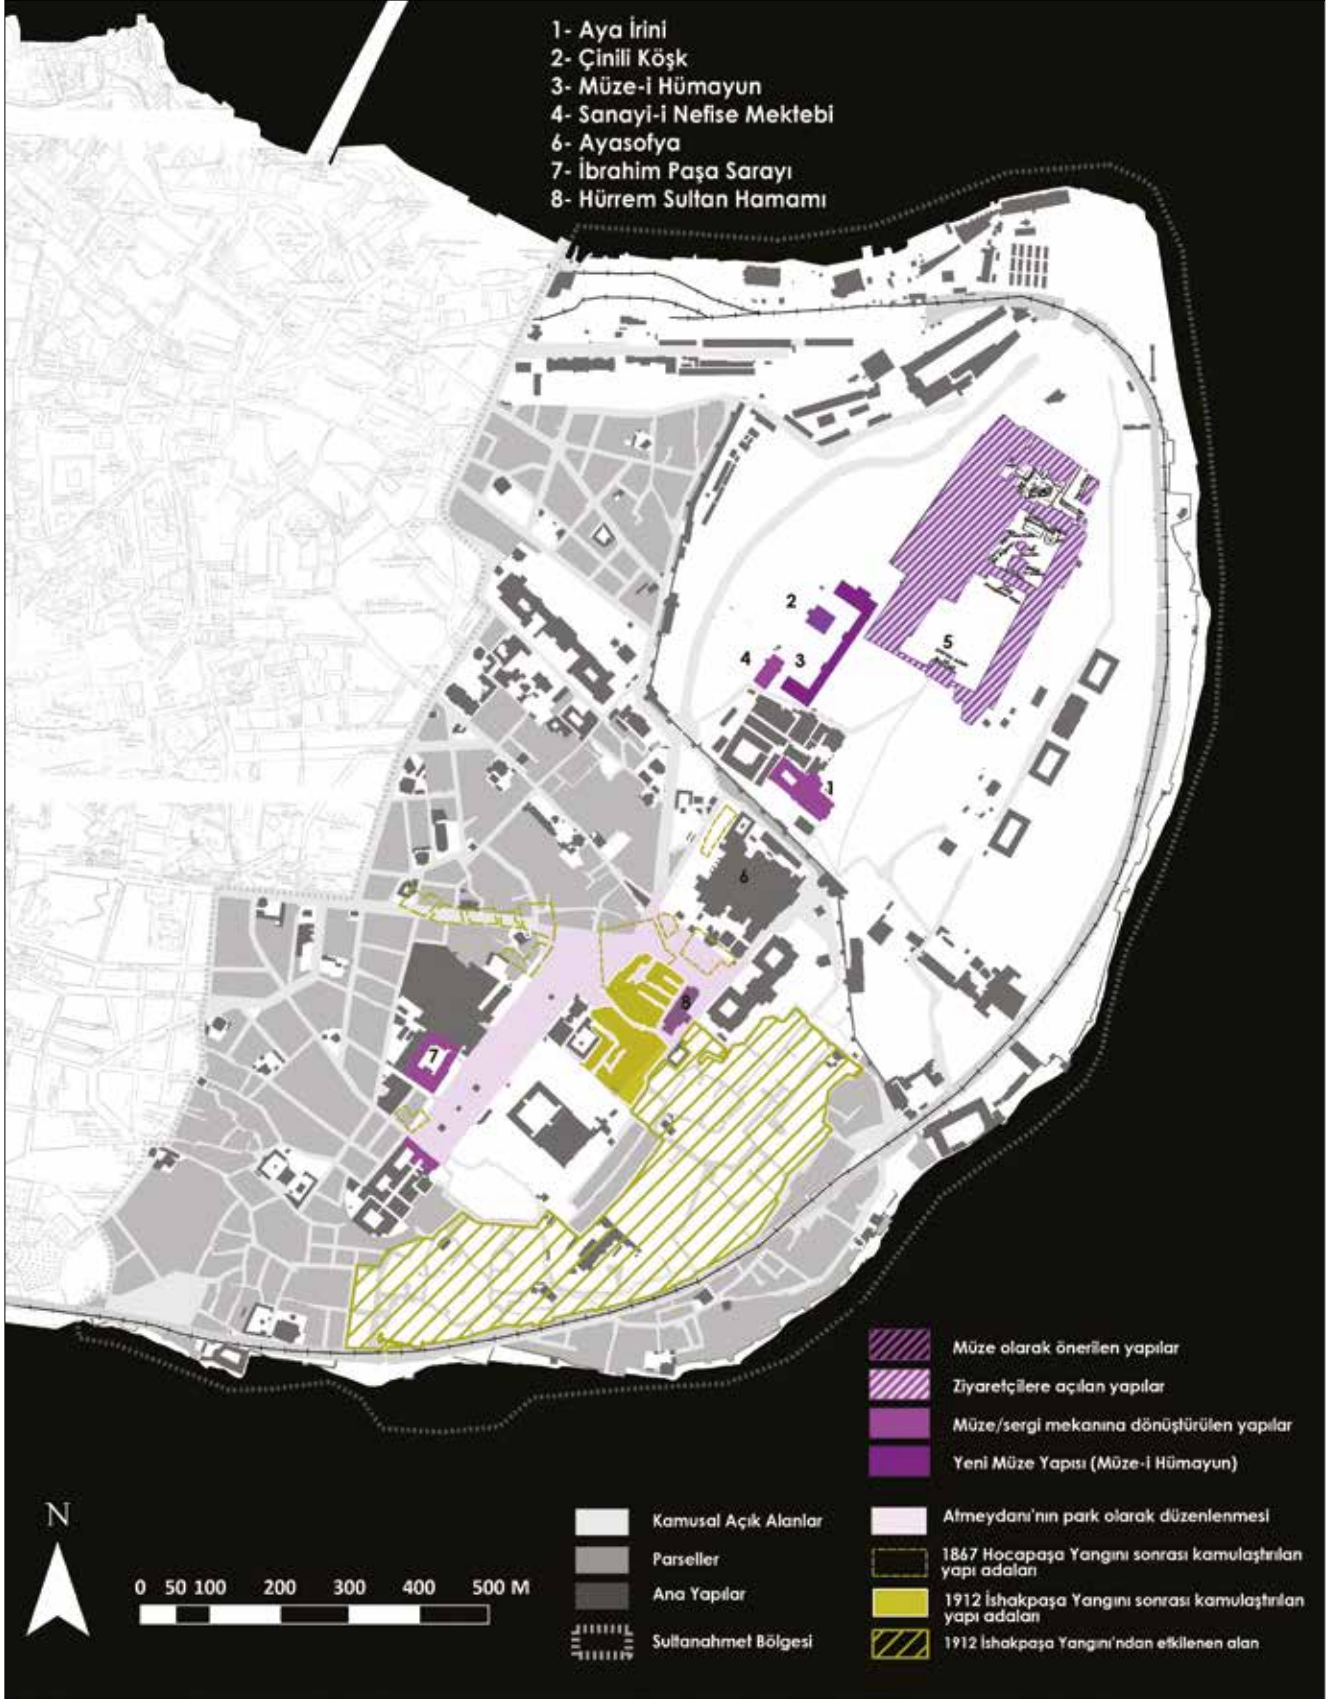 1- Aya İrini
2- Çinili Köşk
3- Müze-i Hümayun
4- Sanayi-i Nefise Mektebi
6- Ayasofya
7- İbrahim Paşa Sarayı
8- Hürrem Sultan Hamamı
2
5
4
3
1
6
8
7
Müze olarak önerilen yapılar
Ziyaretçilere açılan yapılar
Müze/sergi mekanına dönüştürülen yapılar
Yeni Müze Yapısı (Müze-i Hümayun)
N
0 50 100 200 300 400 500 M
Kamusal Açık Alanlar
Parseller
Ana Yapılar
Sultanahmet Bölgesi
Atmeydanı'nın park olarak düzenlenmesi
1867 Hocapaşa Yangını sonrası kamulaştırılan
yapı adaları
1912 İshakpaşa Yangını sonrası kamulaştırılan
yapı adaları
1912 İshakpaşa Yangını'ndan etkilenen alan